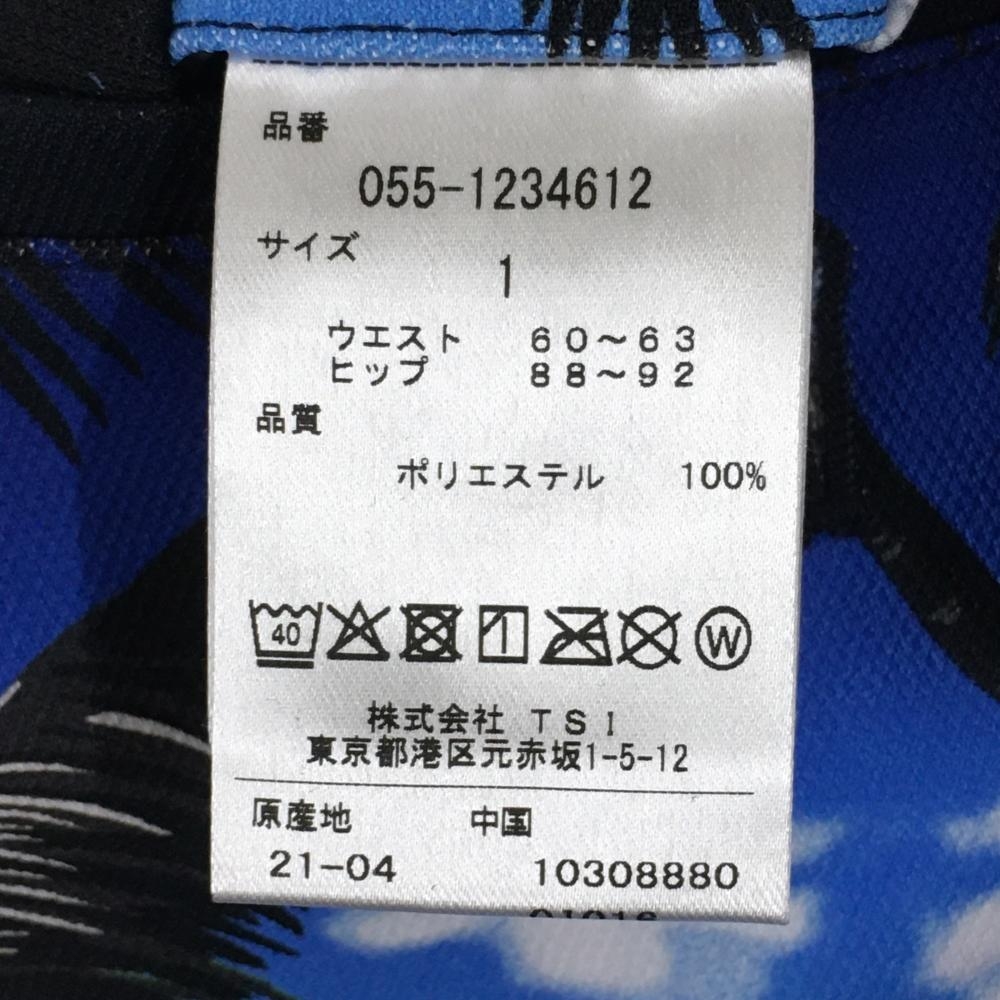 品番
055-1234612
サイズ
1
ウエスト 60~63
ヒップ 88~92
品質
ポリエステル 100%
40
W
株式会社 TSI
東京都港区元赤坂1-5-12
原産地 中国
21-04 10308880